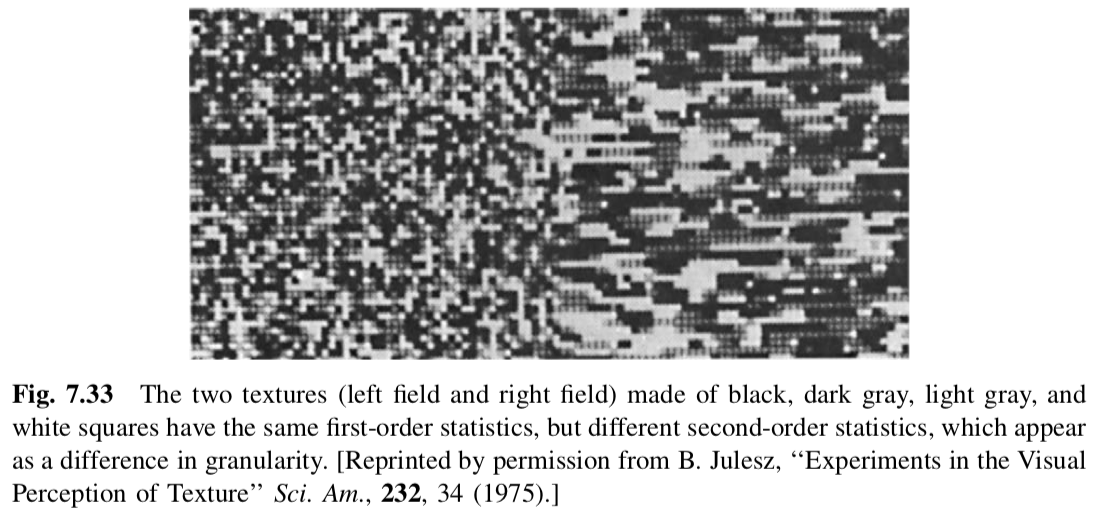 Fig. 7.33 The two textures (left field and right field) made of black, dark gray, light gray, and
white squares have the same first-order statistics, but different second-order statistics, which appear
as a difference in granularity. [Reprinted by permission from B. Julesz, ‘‘Experiments in the Visual
Perception of Texture’’ Sci. Am., 232, 34 (1975).]